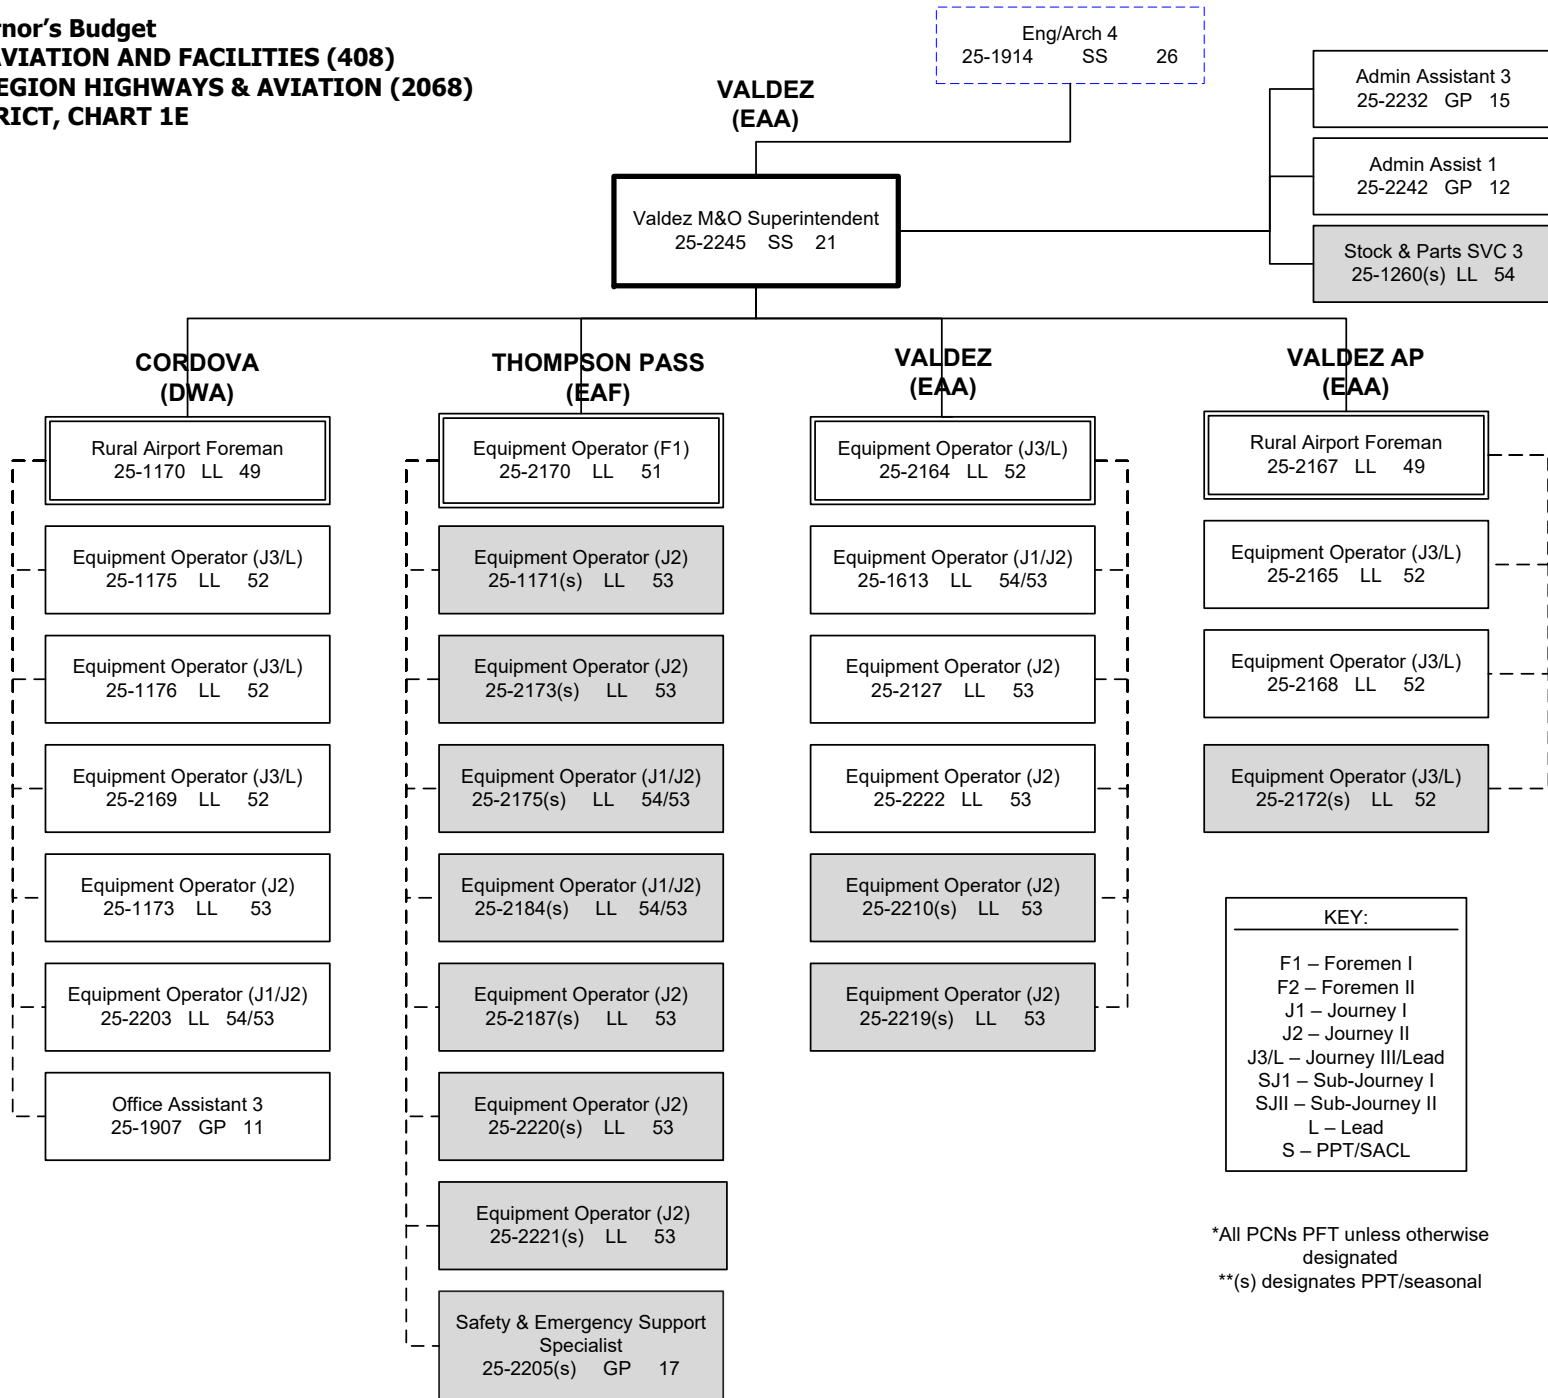 rnor’s Budget
AVIATION AND FACILITIES (408)
EGION HIGHWAYS & AVIATION (2068)
RICT, CHART 1E
Eng/Arch 4
25-1914 SS 26
VALDEZ
(EAA)
Admin Assistant 3
25-2232 GP 15
Admin Assist 1
25-2242 GP 12
Valdez M&O Superintendent
25-2245 SS 21
Stock & Parts SVC 3
25-1260(s) LL 54
CORDOVA
(DWA)
Rural Airport Foreman
25-1170 LL 49
Equipment Operator (J3/L)
25-1175 LL 52
Equipment Operator (J3/L)
25-1176 LL 52
Equipment Operator (J3/L)
25-2169 LL 52
Equipment Operator (J2)
25-1173 LL 53
Equipment Operator (J1/J2)
25-2203 LL 54/53
Office Assistant 3
25-1907 GP 11
THOMPSON PASS
(EAF)
Equipment Operator (F1)
25-2170 LL 51
Equipment Operator (J2)
25-1171(s) LL 53
Equipment Operator (J2)
25-2173(s) LL 53
Equipment Operator (J1/J2)
25-2175(s) LL 54/53
Equipment Operator (J1/J2)
25-2184(s) LL 54/53
Equipment Operator (J2)
25-2187(s) LL 53
Equipment Operator (J2)
25-2220(s) LL 53
Equipment Operator (J2)
25-2221(s) LL 53
Safety & Emergency Support
Specialist
25-2205(s) GP 17
VALDEZ
(EAA)
Equipment Operator (J3/L)
25-2164 LL 52
Equipment Operator (J1/J2)
25-1613 LL 54/53
Equipment Operator (J2)
25-2127 LL 53
Equipment Operator (J2)
25-2222 LL 53
Equipment Operator (J2)
25-2210(s) LL 53
Equipment Operator (J2)
25-2219(s) LL 53
VALDEZ AP
(EAA)
Rural Airport Foreman
25-2167 LL 49
Equipment Operator (J3/L)
25-2165 LL 52
Equipment Operator (J3/L)
25-2168 LL 52
Equipment Operator (J3/L)
25-2172(s) LL 52
KEY:
F1 – Foremen I
F2 – Foremen II
J1 – Journey I
J2 – Journey II
J3/L – Journey III/Lead
SJ1 – Sub-Journey I
SJII – Sub-Journey II
L – Lead
S – PPT/SACL
*All PCNs PFT unless otherwise
designated
**(s) designates PPT/seasonal